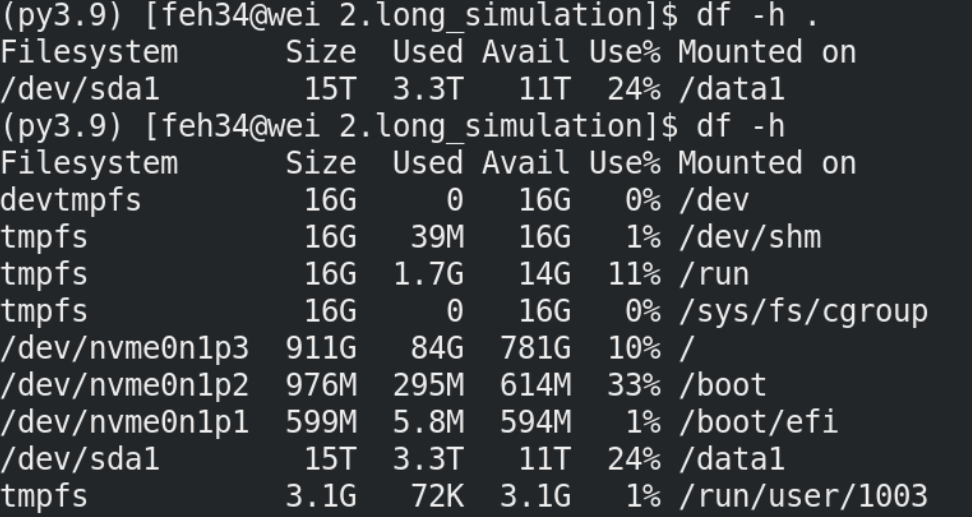 (py3.9) [feh34@wei 2.long_simulation]$ df -h .
Filesystem      Size  Used Avail Use% Mounted on
/dev/sda1        15T  3.3T   11T  24% /data1
(py3.9) [feh34@wei 2.long_simulation]$ df -h
Filesystem      Size  Used Avail Use% Mounted on
devtmpfs         16G     0   16G   0% /dev
tmpfs            16G   39M   16G   1% /dev/shm
tmpfs            16G  1.7G   14G  11% /run
tmpfs            16G     0   16G   0% /sys/fs/cgroup
/dev/nvme0n1p3  911G   84G  781G  10% /
/dev/nvme0n1p2  976M  295M  614M  33% /boot
/dev/nvme0n1p1  599M  5.8M  594M   1% /boot/efi
/dev/sda1        15T  3.3T   11T  24% /data1
tmpfs           3.1G   72K  3.1G   1% /run/user/1003